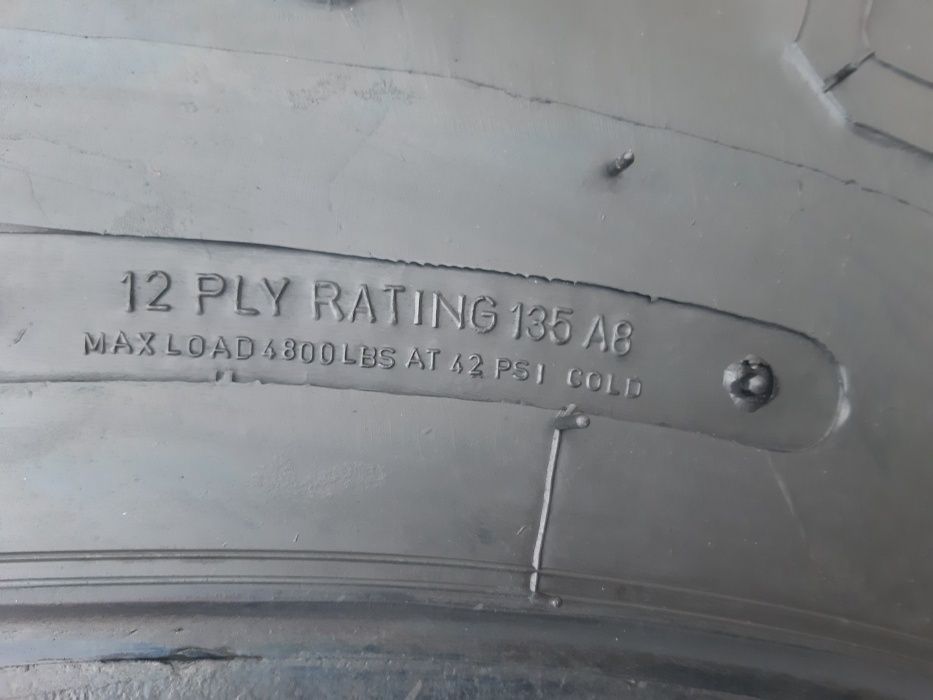 12 PLY RATING 135 A8
MAX LOAD 4800 LBS AT 42 PSI COLD